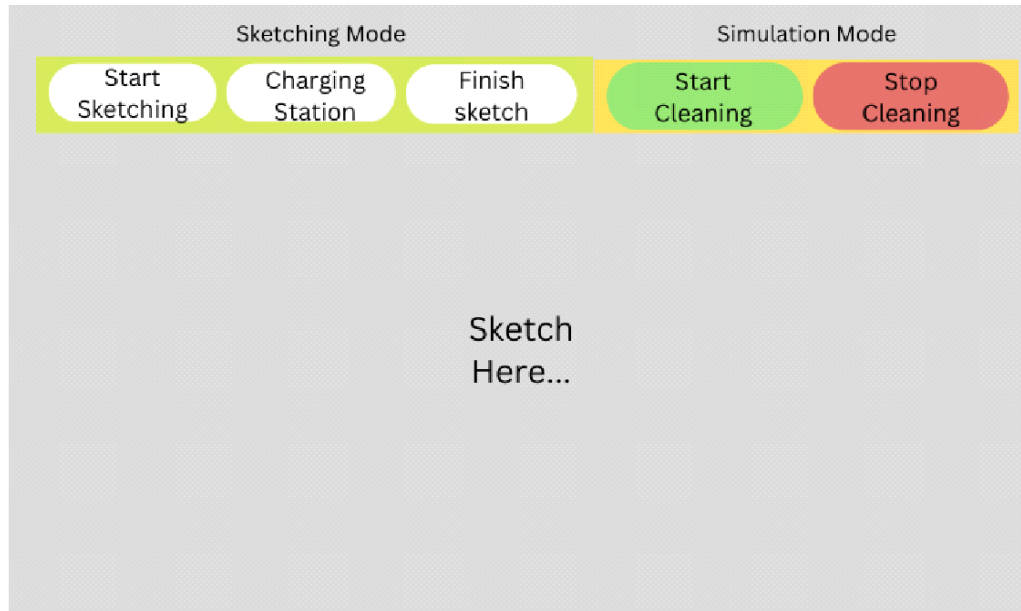 Sketching Mode
Simulation Mode
Start
Sketching
Charging
Station
Finish
sketch
Start
Cleaning
Stop
Cleaning
Sketch
Here...